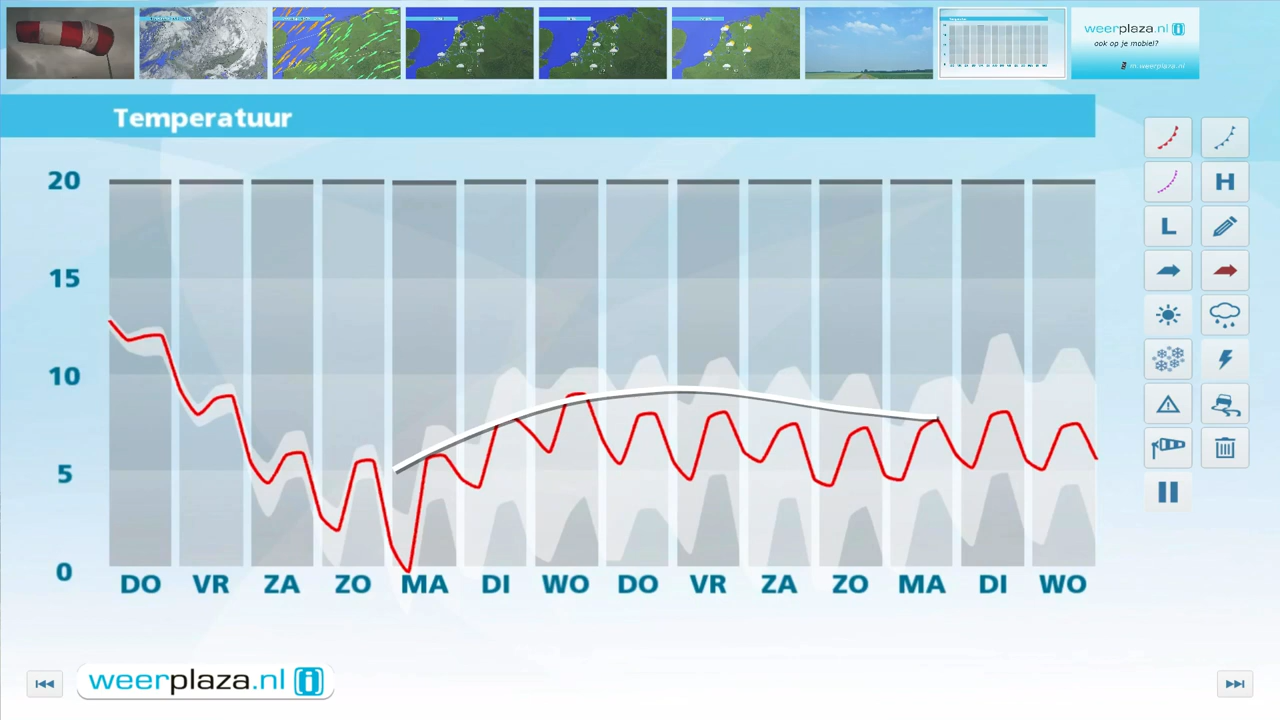 weerplaza.nl i
ook op je mobiel?
m.weerplaza.nl
Temperatuur
20
15
10
5
0
DO VR ZA ZO MA DI WO DO VR ZA ZO MA DI WO
H
L
weerplaza.nl i